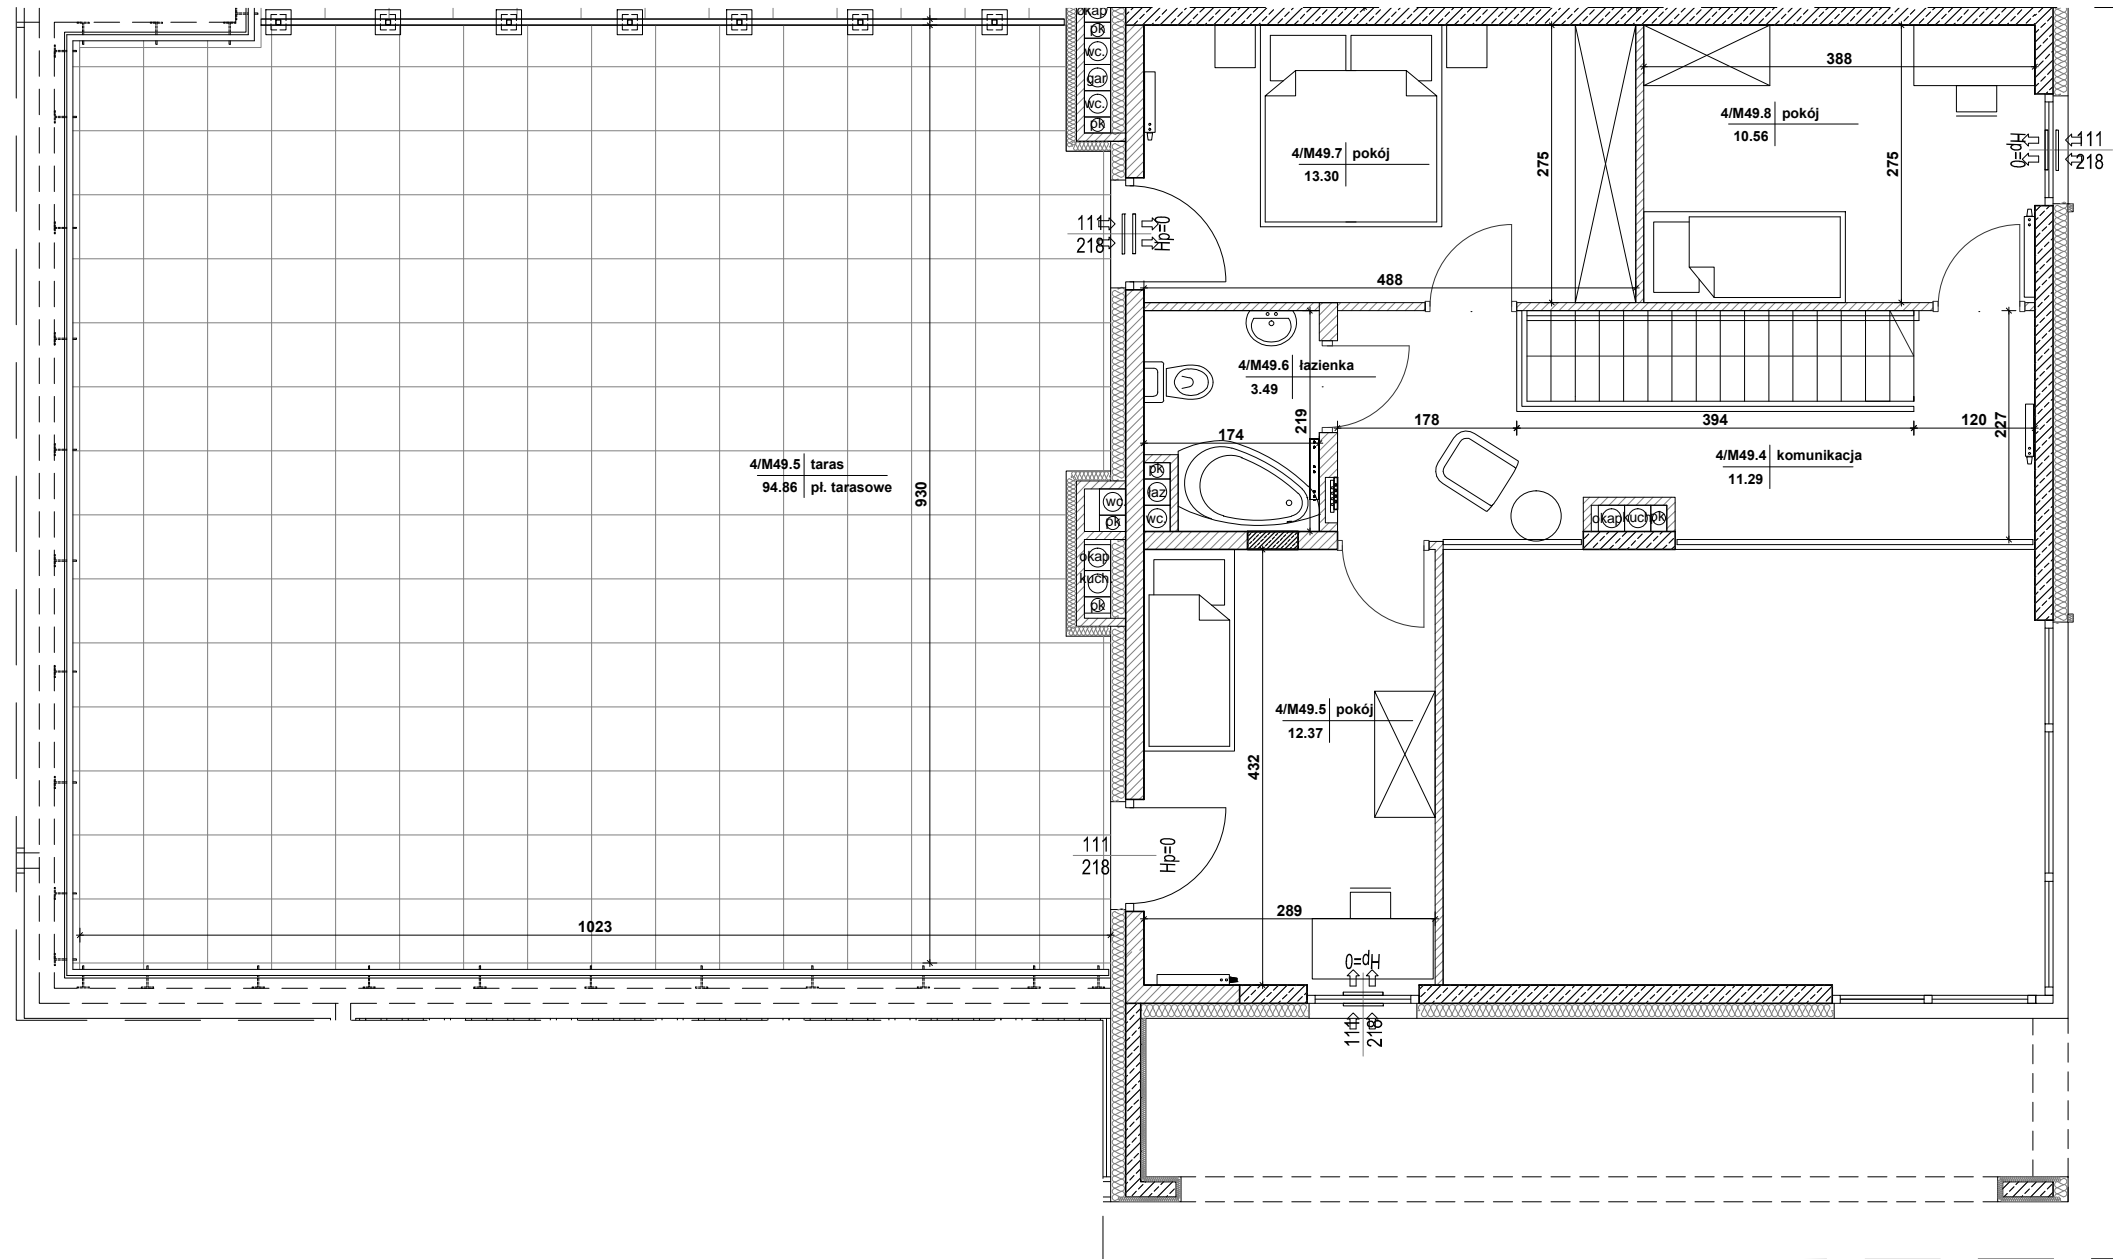 okap
pk
wc.
gar
wc.
pk
388
4/M49.8 pokój
10.56
4/M49.7 pokój
13.30
275
275
Hp=0
111
218
111
218
Hp=0
488
4/M49.6 łazienka
3.49
219
174
178
394
120
227
4/M49.4 komunikacja
11.29
4/M49.5 taras
94.86 pł. tarasowe
930
wc
pk
pk
łaz
wc.
okap
kuch
pk
okap
kuch.
pk
4/M49.5 pokój
12.37
432
111
218
Hp=0
289
1023
Hp=0
111
218